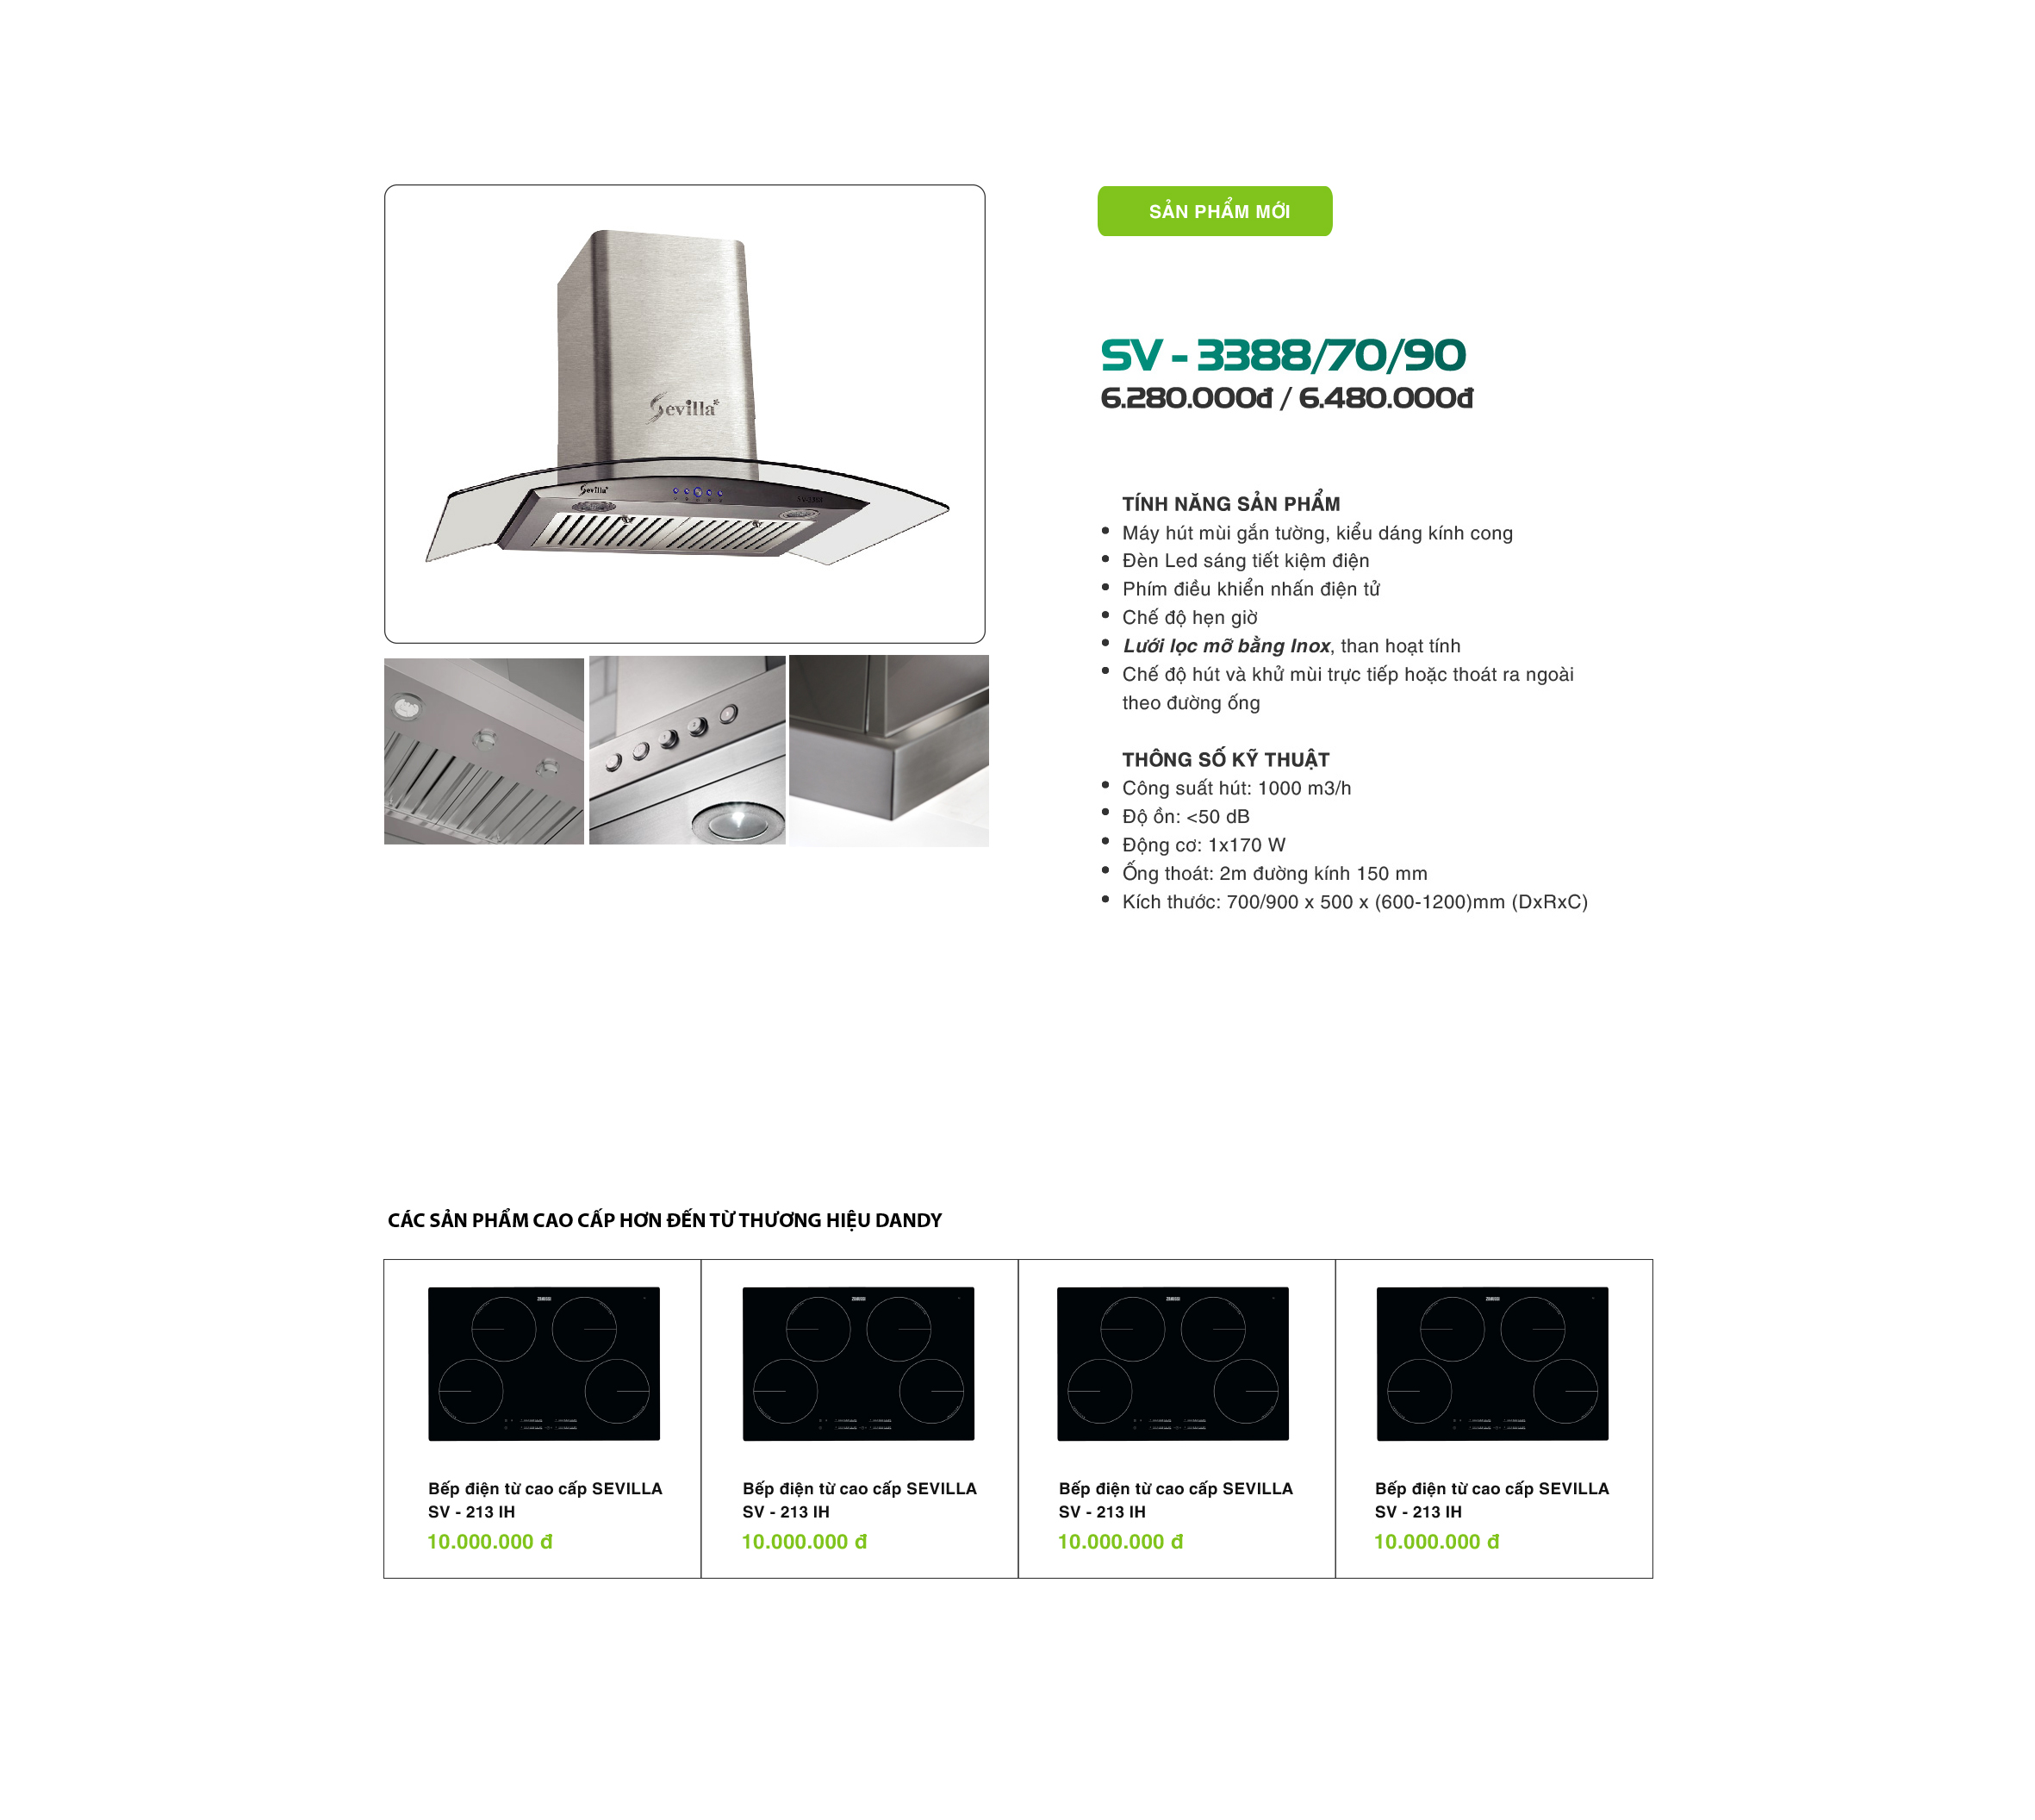 SẢN PHẨM MỚI
SV - 3388/70/90
6.280.000đ / 6.480.000đ
Sevilla
Sevilla
TÍNH NĂNG SẢN PHẨM
Máy hút mùi gắn tường, kiểu dáng kính cong
Đèn Led sáng tiết kiệm điện
Phím điều khiển nhấn điện tử
Chế độ hẹn giờ
Lưới lọc mỡ bằng Inox, than hoạt tính
Chế độ hút và khử mùi trực tiếp hoặc thoát ra ngoài
theo đường ống
THÔNG SỐ KỸ THUẬT
Công suất hút: 1000 m3/h
Độ ồn: <50 dB
Động cơ: 1x170 W
Ống thoát: 2m đường kính 150 mm
Kích thước: 700/900 x 500 x (600-1200)mm (DxRxC)
CÁC SẢN PHẨM CAO CẤP HƠN ĐẾN TỪ THƯƠNG HIỆU DANDY
Bếp điện từ cao cấp SEVILLA
SV - 213 IH
10.000.000 đ
Bếp điện từ cao cấp SEVILLA
SV - 213 IH
10.000.000 đ
Bếp điện từ cao cấp SEVILLA
SV - 213 IH
10.000.000 đ
Bếp điện từ cao cấp SEVILLA
SV - 213 IH
10.000.000 đ